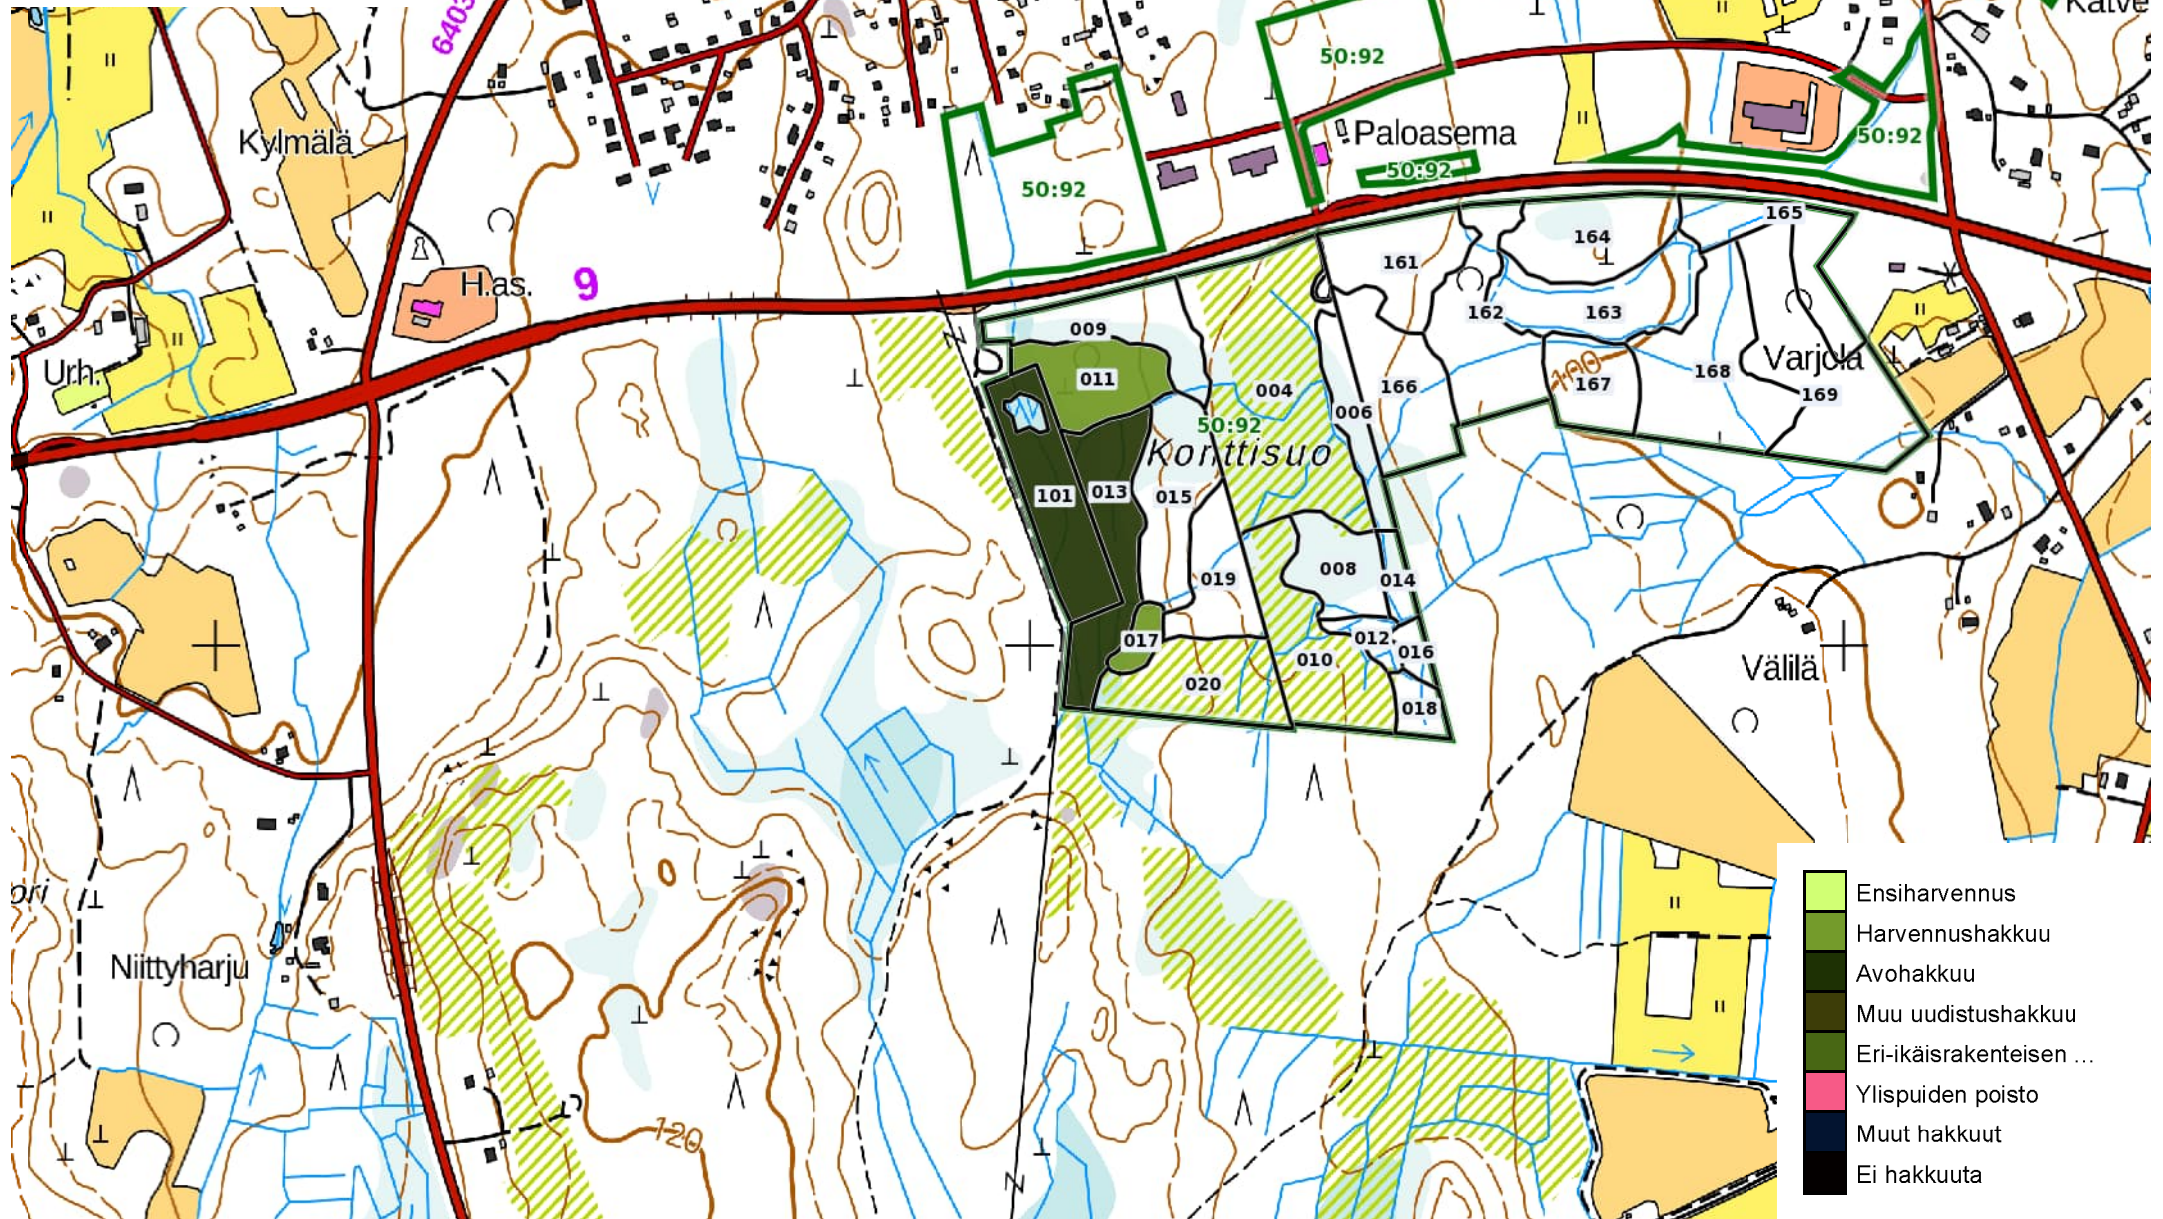 Kalve
6403
50:92
Kylmälä
Paloasema
50:92
50:92
50:92
165
164
161
H.as.
9
162
163
009
Urh.
011
Varjola
100
167
168
166
004
169
006
50:92
Konttisuo
101
013
015
008
019
014
017
012
016
010
020
Välilä
018
ori
Niittyharju
120
Ensiharvennus
Harvennushakkuu
Avohakkuu
Muu uudistushakkuu
Eri-ikäisrakenteisen ...
Ylispuiden poisto
Muut hakkuut
Ei hakkuuta